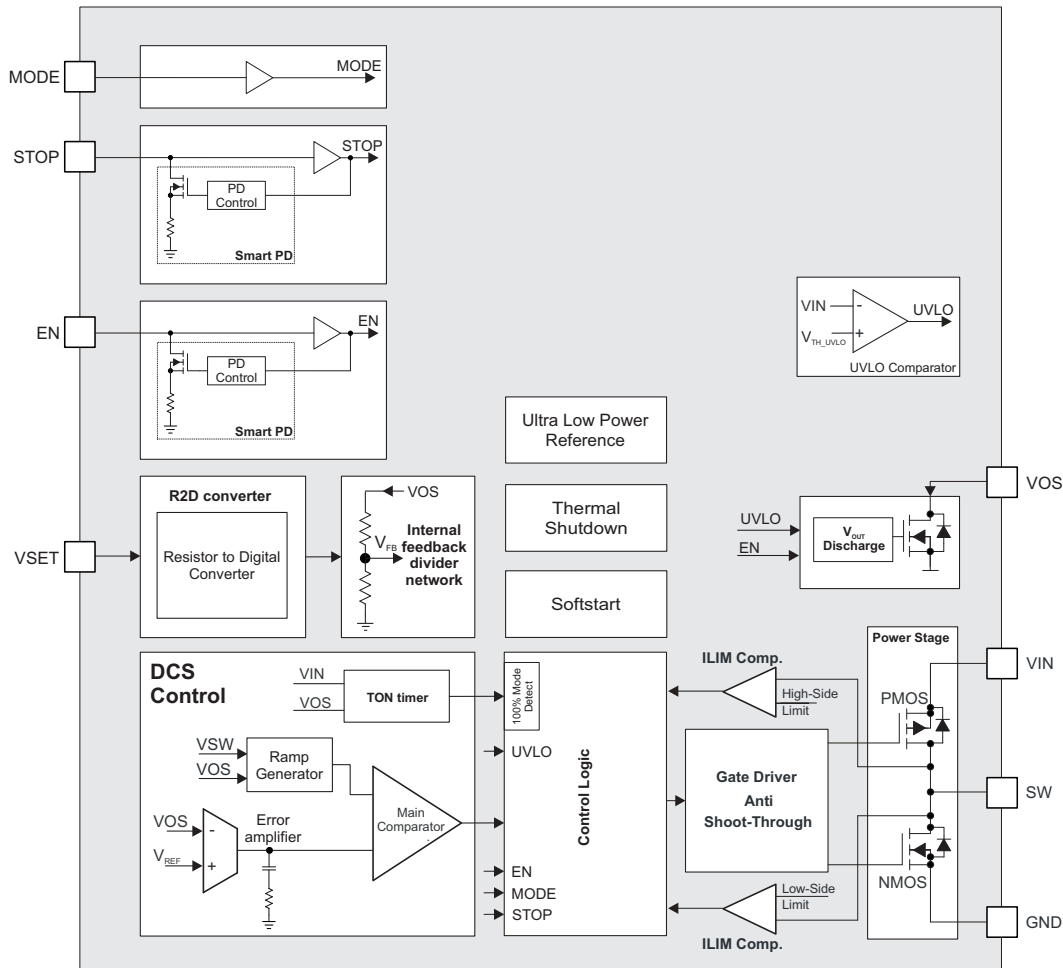 MODE
MODE
STOP
STOP
PD
Control
Smart PD
EN
EN
PD
Control
Smart PD
VIN
-
V TH_UVLO
+
UVLO
UVLO Comparator
Ultra Low Power
Reference
Thermal
Shutdown
Softstart
VSET
R2D converter
Resistor to Digital
Converter
VOS
V FB
Internal
feedback
divider
network
VOS
UVLO
EN
V OUT
Discharge
DCS
Control
VIN
VOS
TON timer
VSW
VOS
Ramp
Generator
VOS
-
V REF
+
Error
amplifier
Main
Comparator
100% Mode
Detect
UVLO
EN
MODE
STOP
Control Logic
ILIM Comp.
High-Side
Limit
Gate Driver
Anti
Shoot-Through
Low-Side
Limit
ILIM Comp.
Power Stage
PMOS
NMOS
VIN
SW
GND